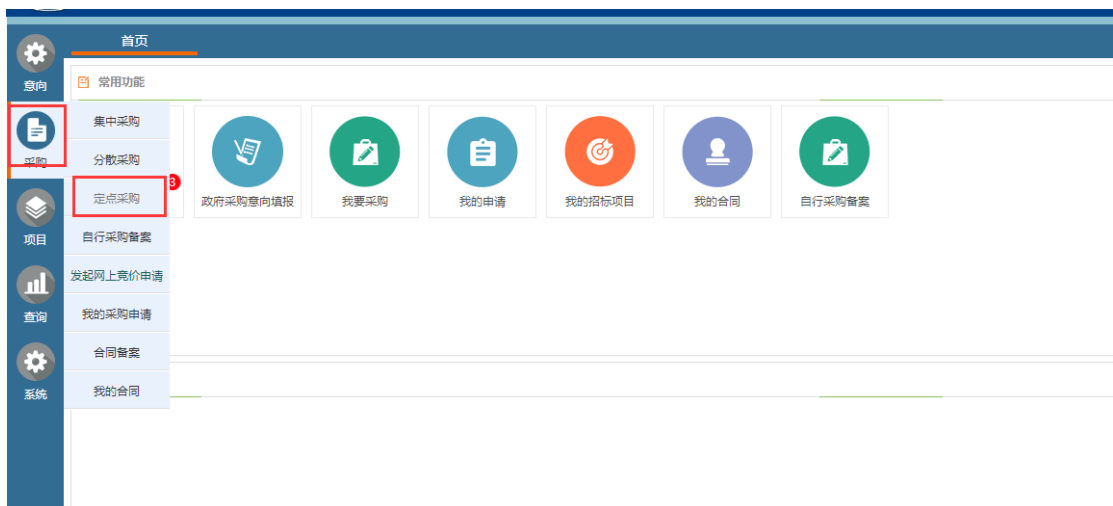 首页
意向
常用功能
采购
集中采购
分散采购
定点采购
自行采购备案
发起网上竞价申请
我的采购申请
合同备案
我的合同
3
政府采购意向填报
我要采购
我的申请
我的招标项目
我的合同
自行采购备案
项目
查询
系统